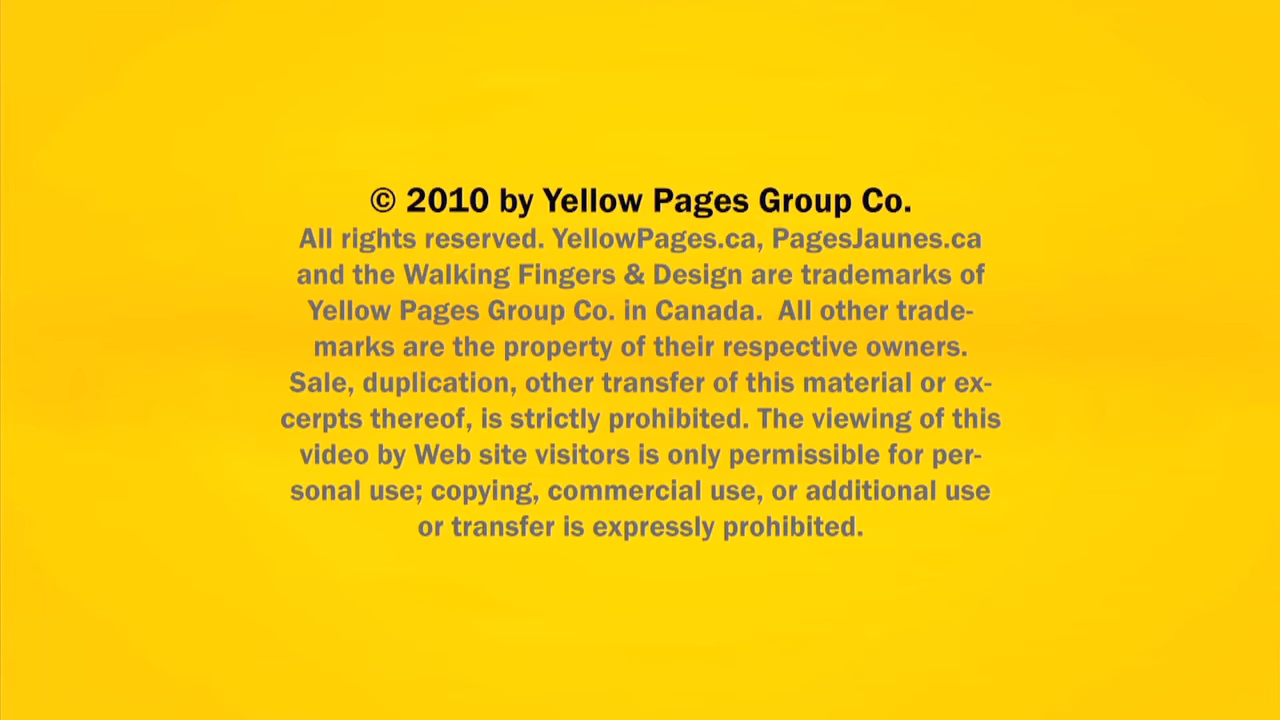 © 2010 by Yellow Pages Group Co.
All rights reserved. YellowPages.ca, PagesJaunes.ca
and the Walking Fingers & Design are trademarks of
Yellow Pages Group Co. in Canada.  All other trade-
marks are the property of their respective owners.
Sale, duplication, other transfer of this material or ex-
cerpts thereof, is strictly prohibited. The viewing of this
video by Web site visitors is only permissible for per-
sonal use; copying, commercial use, or additional use
or transfer is expressly prohibited.